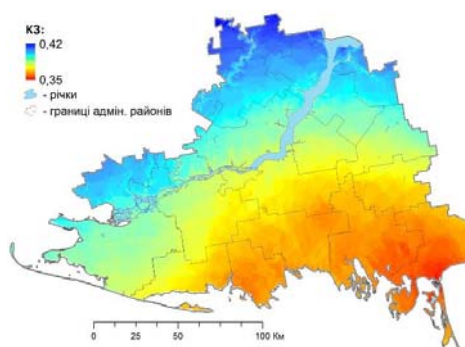 КЗ:
0,42
0,35
- річки
- границі адмін. районів
0 25 50 100 Км